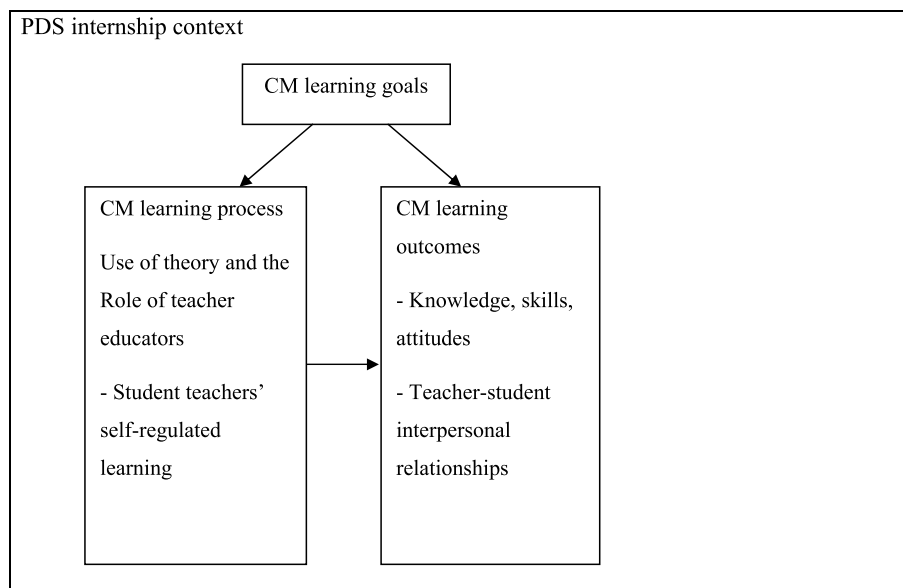 PDS internship context
CM learning goals
CM learning process
Use of theory and the
Role of teacher
educators
- Student teachers’
self-regulated
learning
CM learning
outcomes
- Knowledge, skills,
attitudes
- Teacher-student
interpersonal
relationships